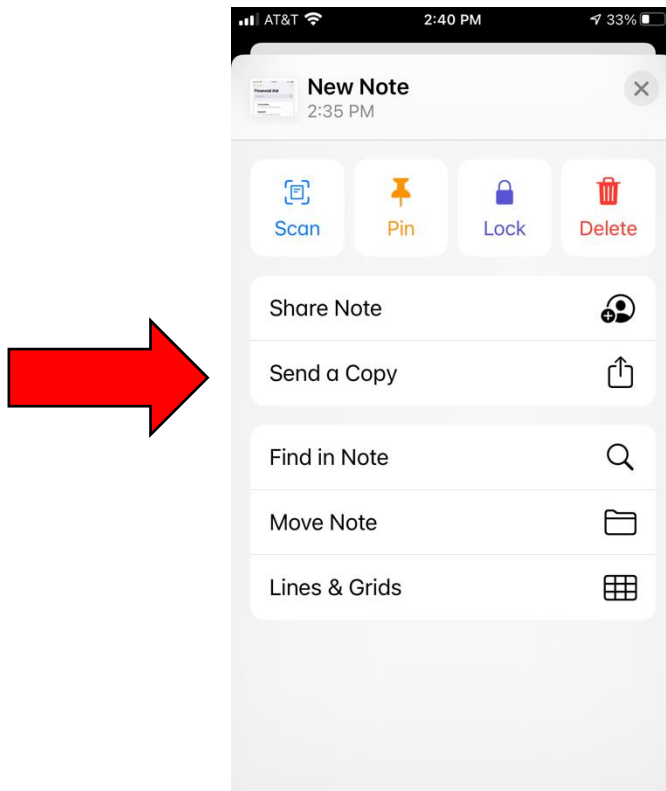 AT&T 2:40 PM 33%
New Note
2:35 PM
Scan Pin Lock Delete
Share Note
Send a Copy
Find in Note
Move Note
Lines & Grids